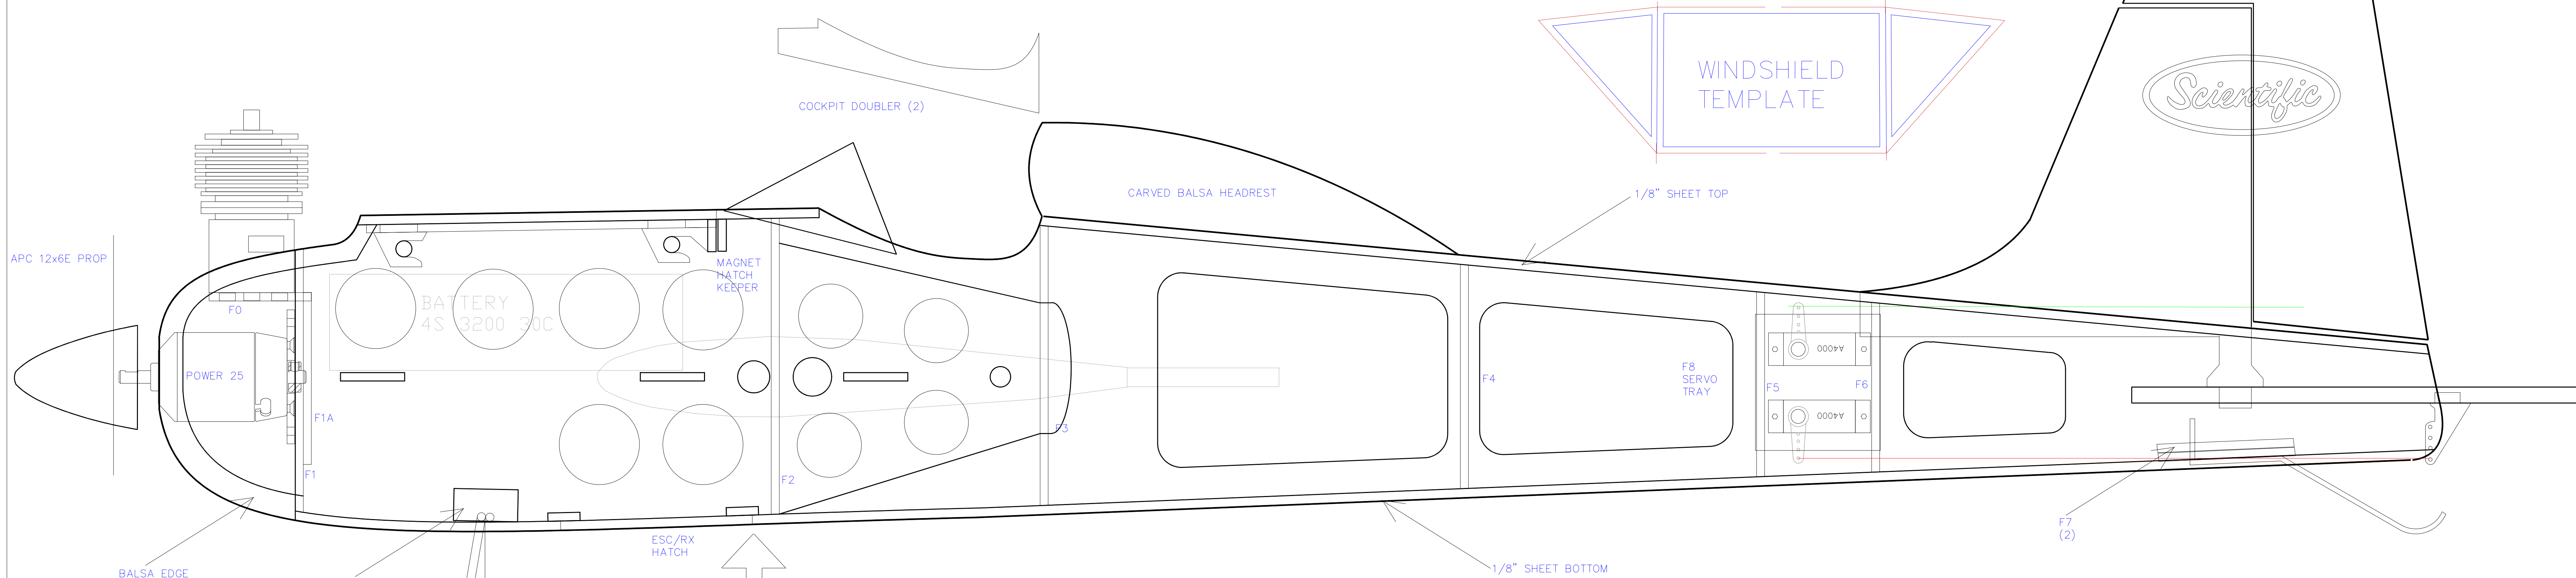 COCKPIT DOUBLER (2)
WINDSHIELD
TEMPLATE
Scientific
CARVED BALSA HEADREST
1/8" SHEET TOP
APC 12x6E PROP
MAGNET
HATCH
KEEPER
BATTERY
4S 3200 30C
F0
POWER 25
F1A
F1
F2
F3
F4
F8
SERVO
TRAY
F5
F6
A4000
A4000
ESC/RX
HATCH
F7
(2)
BALSA EDGE
1/8" SHEET BOTTOM